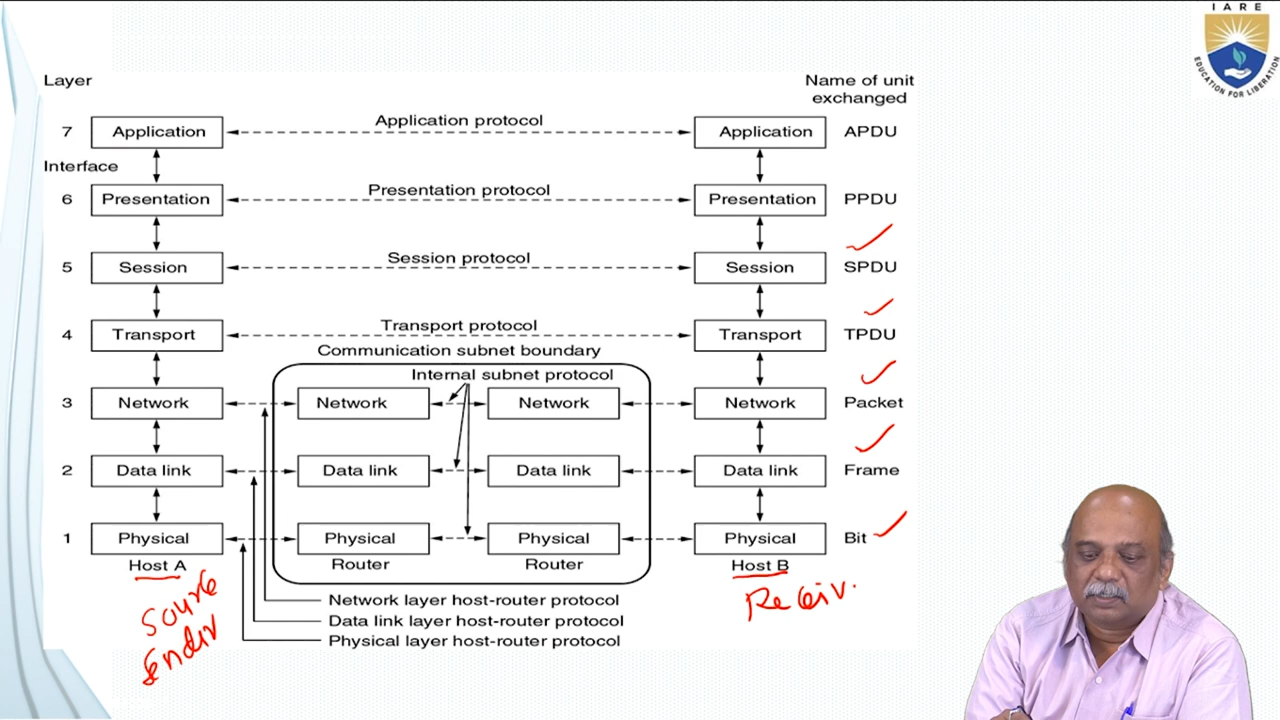 IARE
EDUCATION FOR LIBERATION
Layer
Name of unit
exchanged
7
Application
Application protocol
Application
APDU
Interface
6
Presentation
Presentation protocol
Presentation
PPDU
5
Session
Session protocol
Session
SPDU
4
Transport
Transport protocol
Transport
TPDU
Communication subnet boundary
Internal subnet protocol
3
Network
Network
Network
Network
Packet
2
Data link
Data link
Data link
Data link
Frame
1
Physical
Physical
Physical
Physical
Bit
Host A
Router
Router
Host B
Network layer host-router protocol
Data link layer host-router protocol
Physical layer host-router protocol